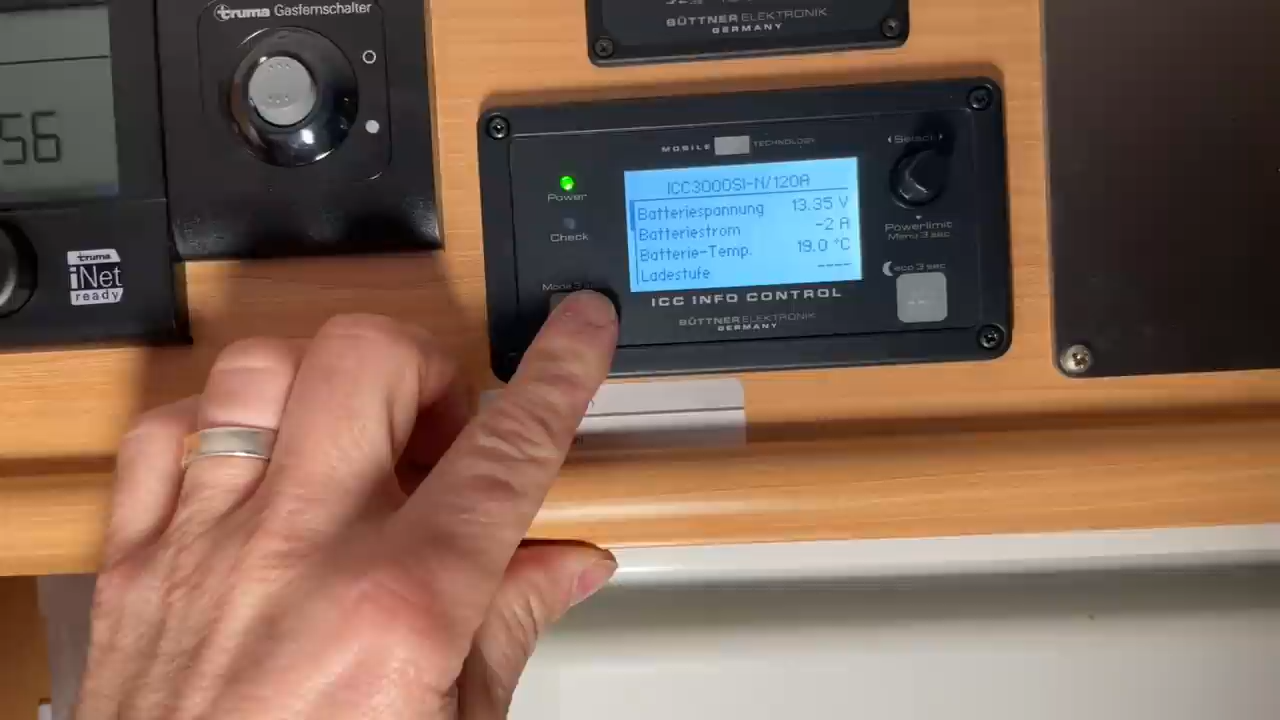 truma Gasfernschalter
BÜTTNER ELEKTRONIK
GERMANY
56
MOBILE TECHNOLOGY
Select
Power
Check
ICC3000SI-N/120A
Batteriespannung 13.35 V
Batteriestrom -2 A
Batterie-Temp. 19.0 °C
Ladestufe ----
Powerlimit
Menü 3 sec
eco 3 sec
Mode 3
ICC INFO CONTROL
BÜTTNER ELEKTRONIK
GERMANY
truma
iNet
ready